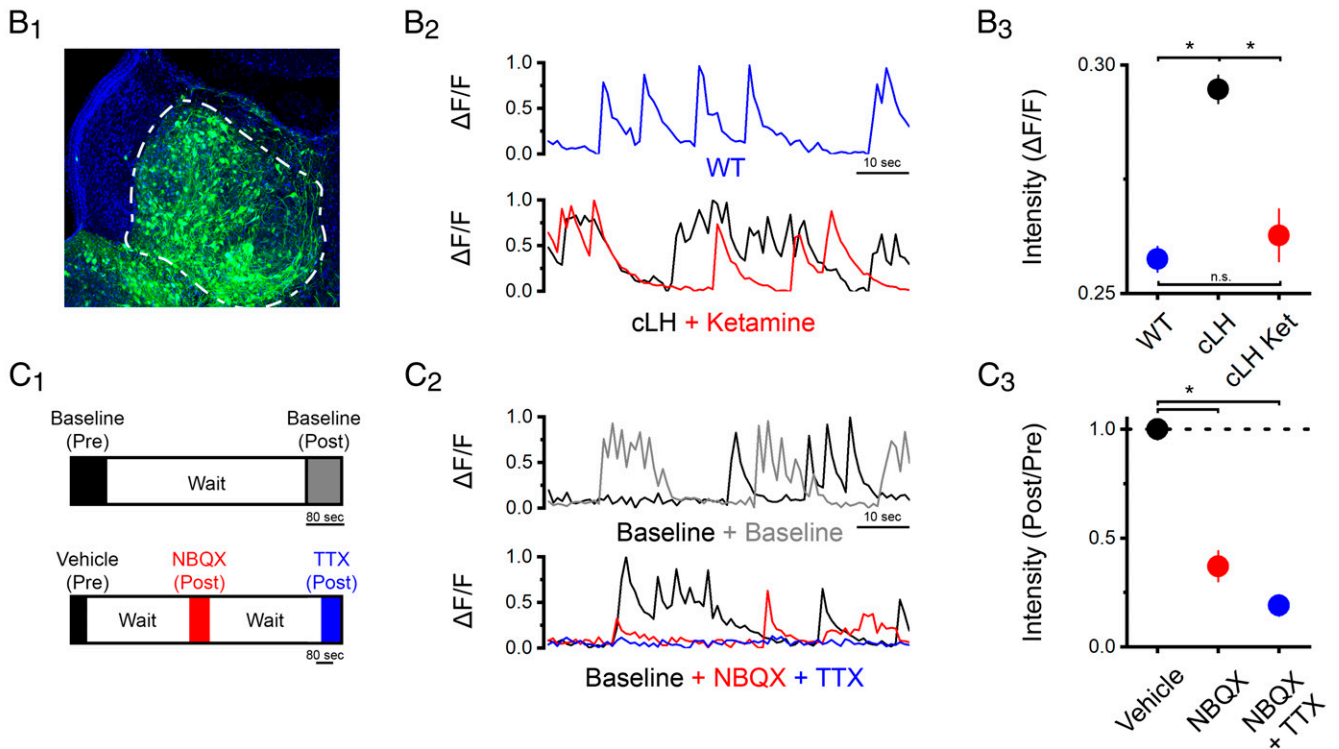 B1
B2
B3
ΔF/F
1.0
0.5
0.0
WT
10 sec
ΔF/F
1.0
0.5
0.0
cLH + Ketamine
Intensity (ΔF/F)
0.30
0.25
* *
n.s.
WT
cLH
cLH Ket
C1
C2
C3
Baseline
(Pre)
Baseline
(Post)
Wait
80 sec
Vehicle
(Pre)
NBQX
(Post)
TTX
(Post)
Wait
Wait
80 sec
ΔF/F
1.0
0.5
0.0
Baseline + Baseline
10 sec
ΔF/F
1.0
0.5
0.0
Baseline + NBQX + TTX
Intensity (Post/Pre)
1.0
0.5
0.0
*
Vehicle
NBQX
NBQX
+ TTX